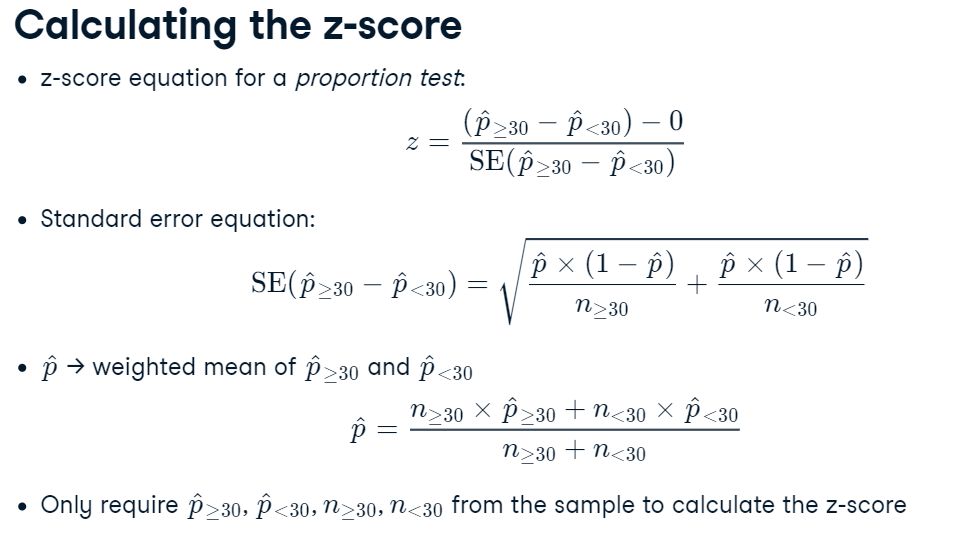 Calculating the z-score
• z-score equation for a proportion test:
z = \frac{(\hat{p}_{\geq 30} - \hat{p}_{<30}) - 0}{\text{SE}(\hat{p}_{\geq 30} - \hat{p}_{<30})}
• Standard error equation:
\text{SE}(\hat{p}_{\geq 30} - \hat{p}_{<30}) = \sqrt{\frac{\hat{p} \times (1 - \hat{p})}{n_{\geq 30}} + \frac{\hat{p} \times (1 - \hat{p})}{n_{<30}}}
• \hat{p} → weighted mean of \hat{p}_{\geq 30} and \hat{p}_{<30}
\hat{p} = \frac{n_{\geq 30} \times \hat{p}_{\geq 30} + n_{<30} \times \hat{p}_{<30}}{n_{\geq 30} + n_{<30}}
• Only require \hat{p}_{\geq 30}, \hat{p}_{<30}, n_{\geq 30}, n_{<30} from the sample to calculate the z-score